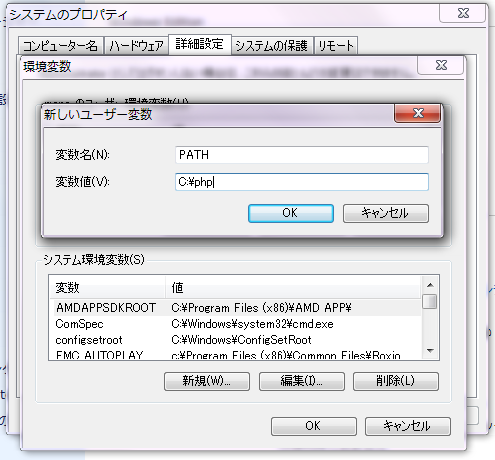 システムのプロパティ
コンピューター名 ハードウェア 詳細設定 システムの保護 リモート
環境変数
新しいユーザー変数
変数名(N): PATH
変数値(V): C:¥php
OK キャンセル
システム環境変数(S)
変数 値
AMDAPPSDKROOT C:¥Program Files (x86)¥AMD APP¥
ComSpec C:¥Windows¥system32¥cmd.exe
configsetroot C:¥Windows¥ConfigSetRoot
EMC_AUTOPLAY c:¥Program Files (x86)¥Common Files¥Roxio
新規(W)... 編集(I)... 削除(L)
OK キャンセル